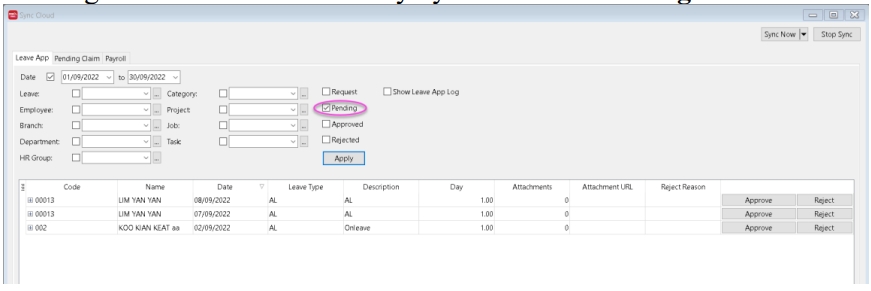 Sync Cloud
Sync Now Stop Sync
Leave App Pending Claim Payroll
Date 01/09/2022 to 30/09/2022
Leave: ... Category: ... Request Show Leave App Log
Employee: ... Project: ... Pending
Branch: ... Job: ... Approved
Department: ... Task: ... Rejected
HR Group: ... Apply
Code Name Date Leave Type Description Day Attachments Attachment URL Reject Reason
00013 LIM YAN YAN 08/09/2022 AL AL 1.00 0 Approve Reject
00013 LIM YAN YAN 07/09/2022 AL AL 1.00 0 Approve Reject
002 KOO KIAN KEAT aa 02/09/2022 AL Onleave 1.00 0 Approve Reject